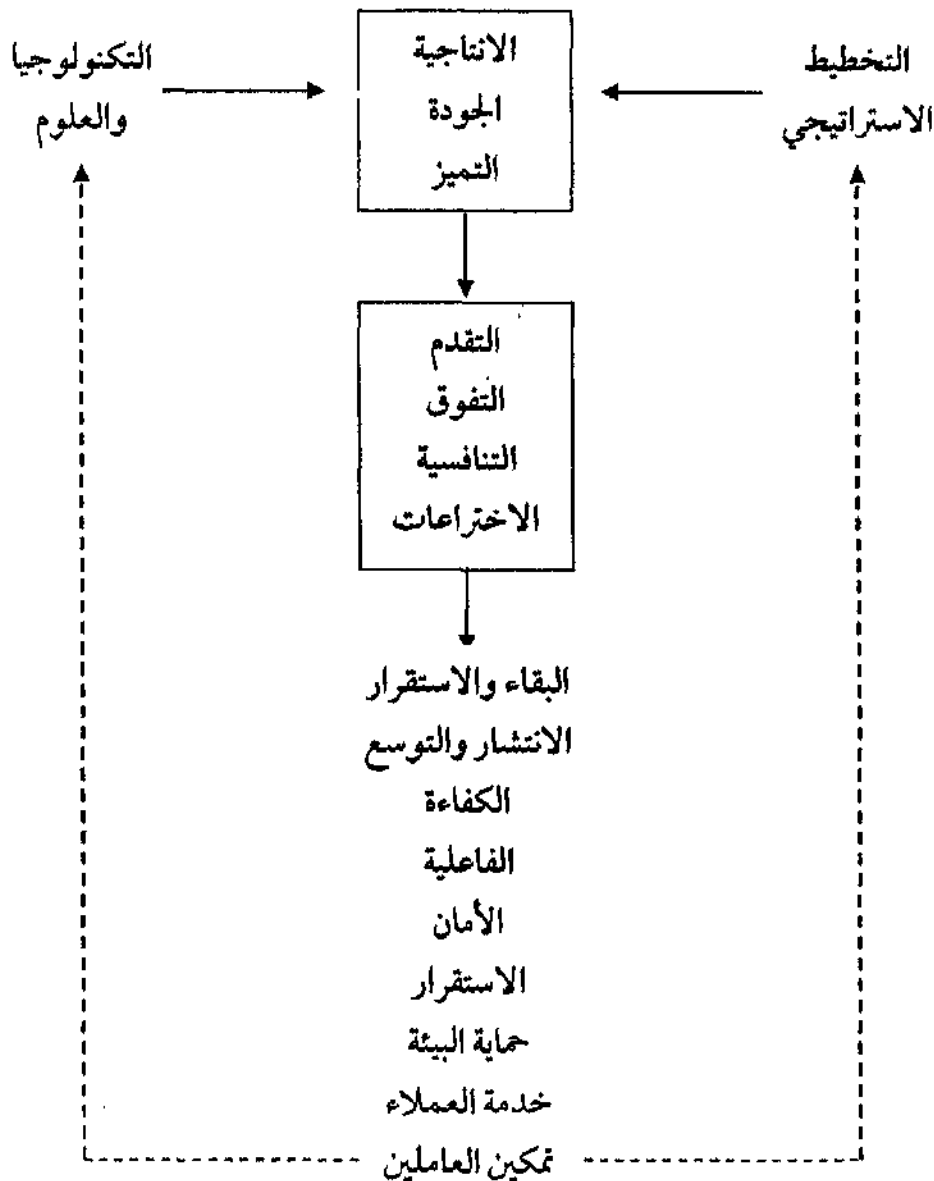 التخطيط
الاستراتيجي
الانتاجية
الجودة
التميز
التكنولوجيا
والعلوم
التقدم
التفوق
التنافسية
الاختراعات
البقاء والاستقرار
الانتشار والتوسع
الكفاءة
الفاعلية
الأمان
الاستقرار
حماية البيئة
خدمة العملاء
تمكين العاملين